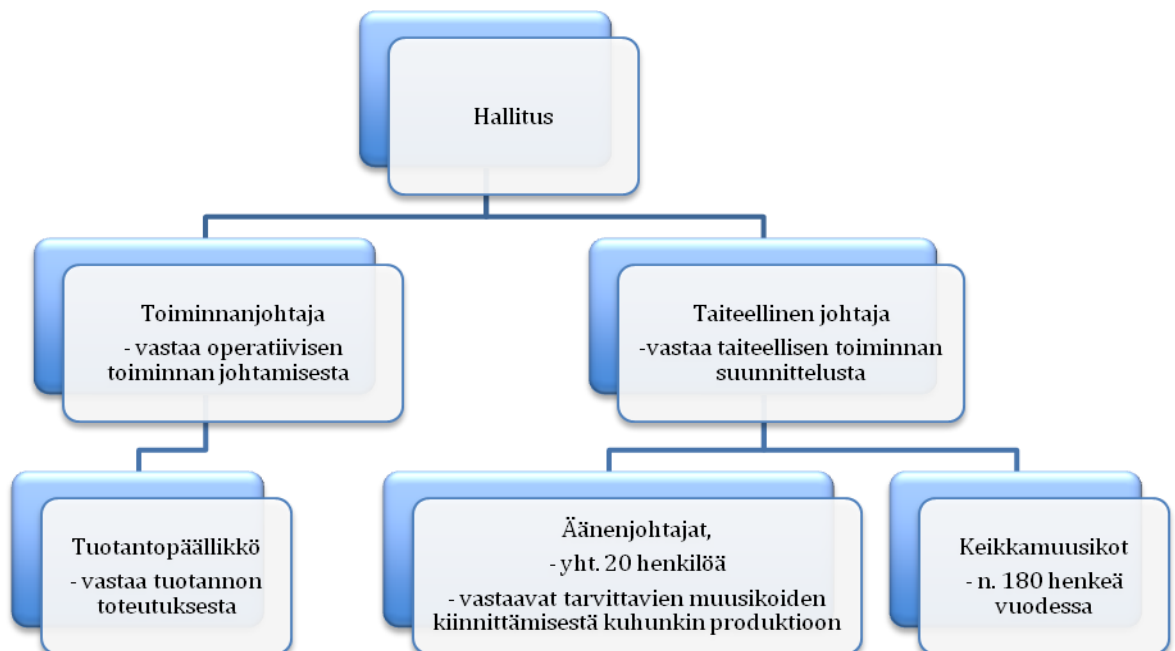 Hallitus
Toiminnanjohtaja
- vastaa operatiivisen
toiminnan johtamisesta
Taiteellinen johtaja
-vastaa taiteellisen toiminnan
suunnittelusta
Tuotantopäällikkö
- vastaa tuotannon
toteutuksesta
Äänenjohtajat,
- yht. 20 henkilöä
- vastaavat tarvittavien muusikoiden
kiinnittämisestä kuhunkin produktioon
Keikkamuusikot
- n. 180 henkeä
vuodessa